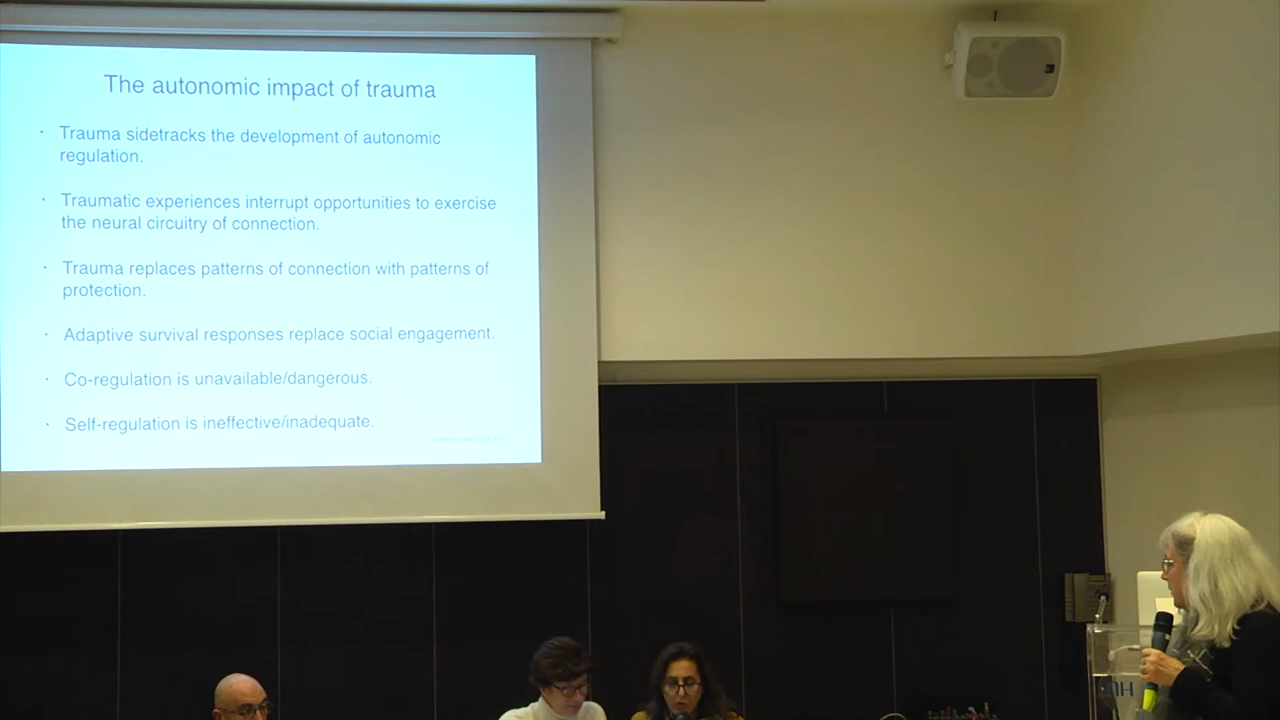 The autonomic impact of trauma
· Trauma sidetracks the development of autonomic
regulation.
· Traumatic experiences interrupt opportunities to exercise
the neural circuitry of connection.
· Trauma replaces patterns of connection with patterns of
protection.
· Adaptive survival responses replace social engagement.
· Co-regulation is unavailable/dangerous.
· Self-regulation is ineffective/inadequate.